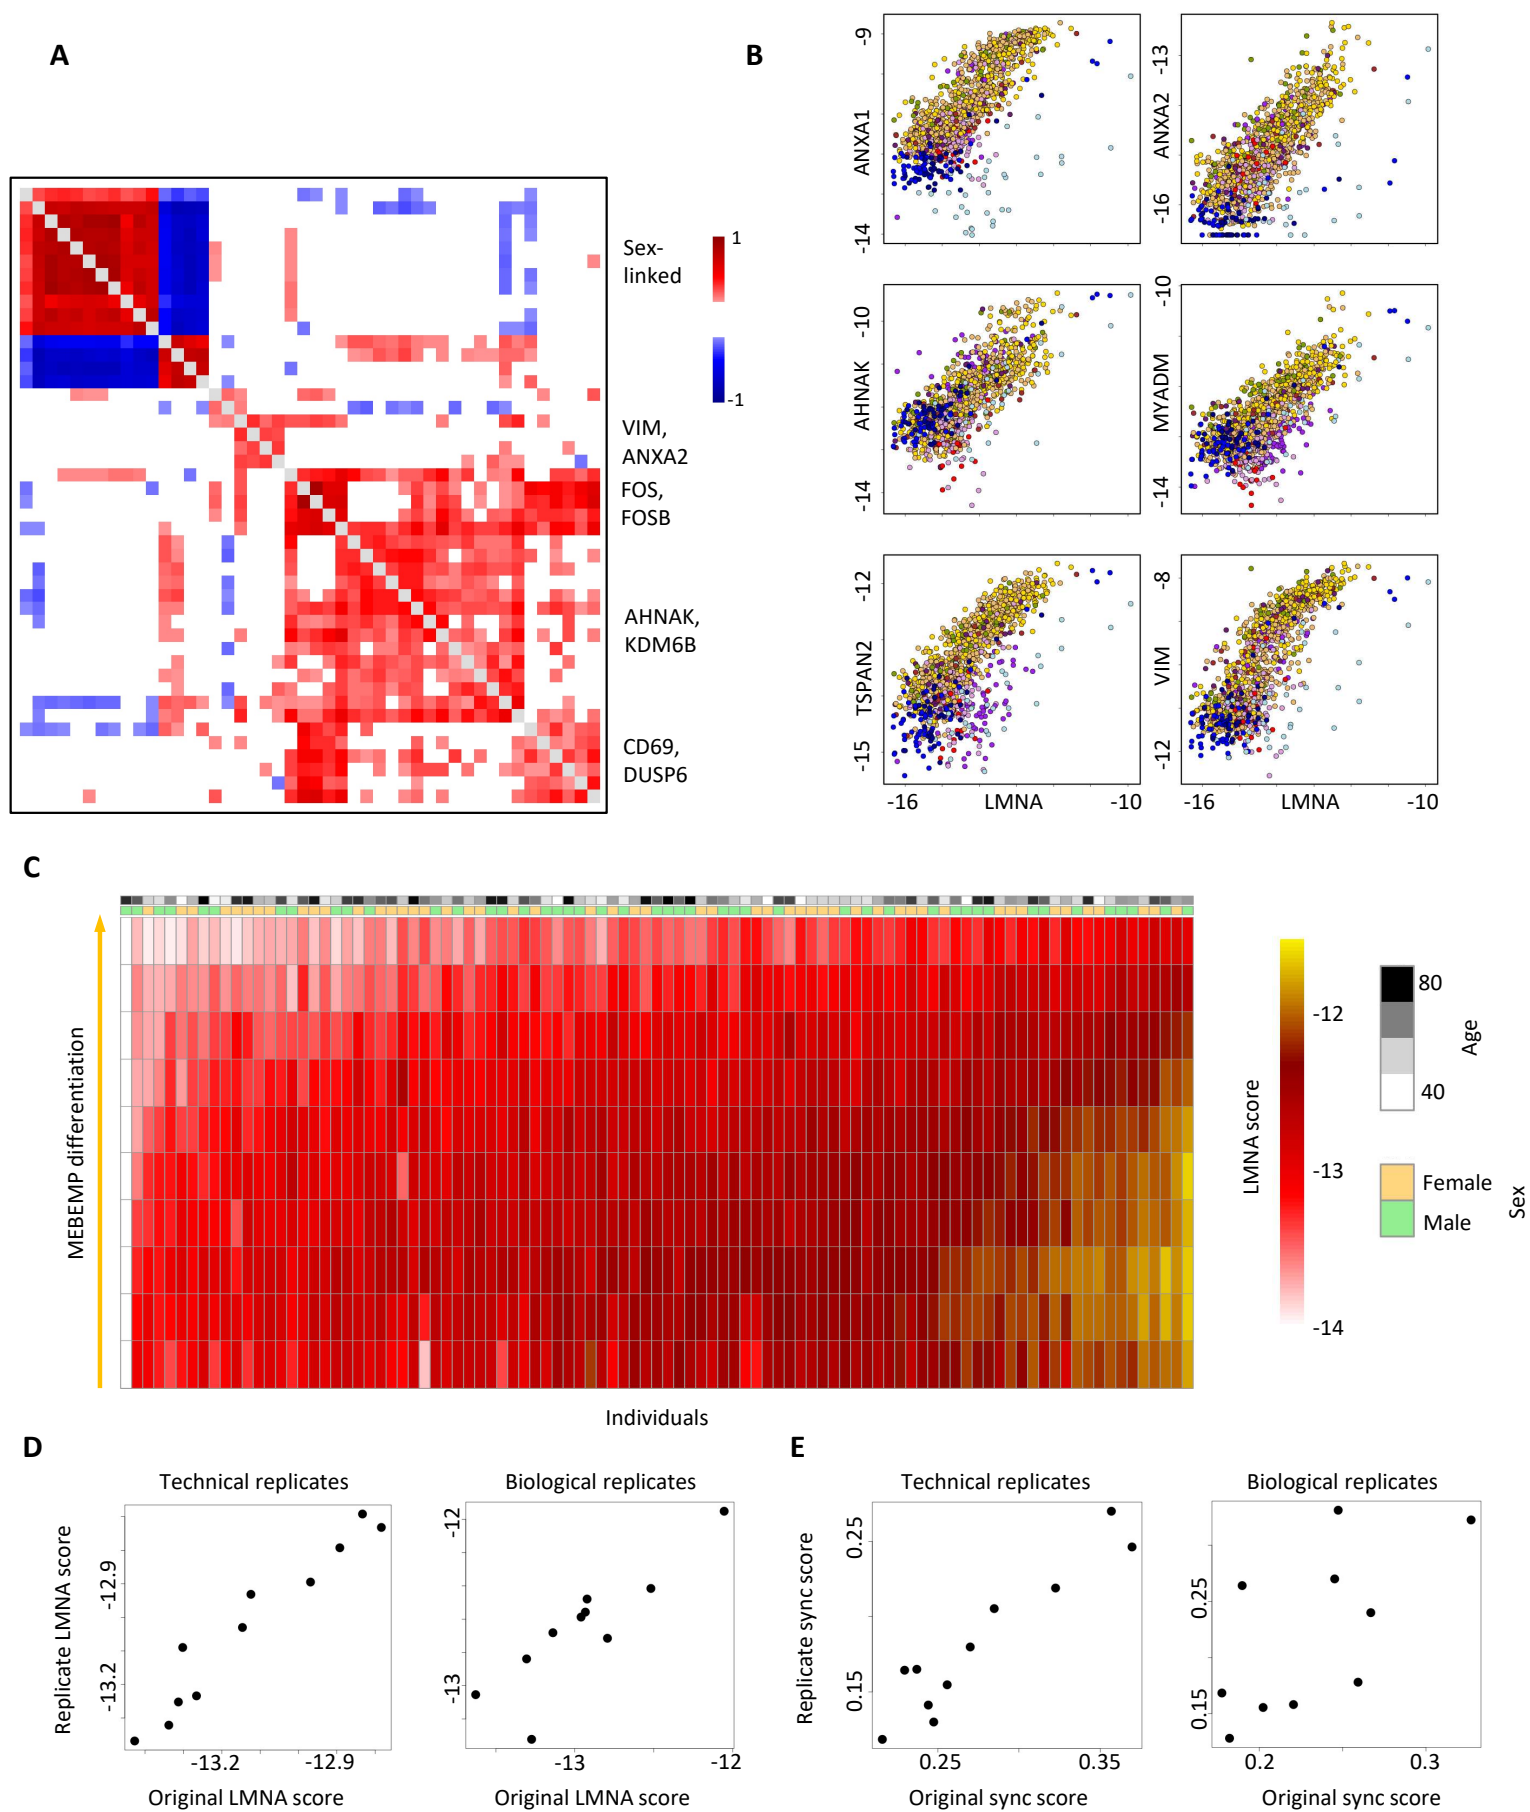 A
Sex-
linked
1
-1
VIM,
ANXA2
FOS,
FOSB
AHNAK,
KDM6B
CD69,
DUSP6
B
-9
ANXA1
-14
-13
ANXA2
-16
-10
AHNAK
-14
-10
MYADM
-14
-12
TSPAN2
-15
-16
LMNA
-10
-8
VIM
-12
-16
LMNA
-10
C
MEBEMP differentiation
Individuals
LMNA score
-12
-13
-14
80
40
Age
Female
Male
Sex
D
Technical replicates
Replicate LMNA score
-12.9
-13.2
-13.2
-12.9
Original LMNA score
Biological replicates
-12
-13
-13
-12
Original LMNA score
E
Technical replicates
Replicate sync score
0.25
0.15
0.25
0.35
Original sync score
Biological replicates
0.25
0.15
0.2
0.3
Original sync score